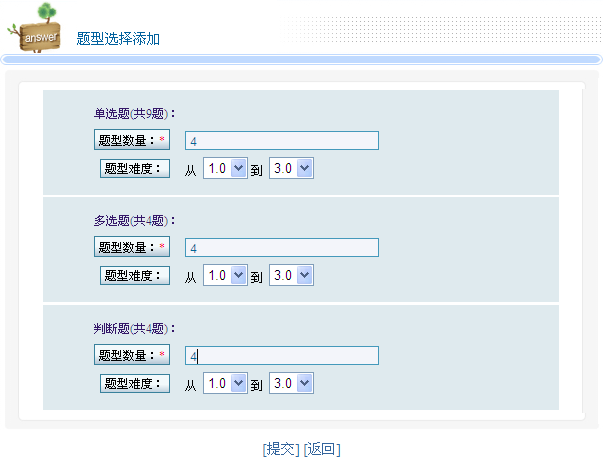 answer
题型选择添加
单选题(共9题)：
题型数量：* 4
题型难度： 从 1.0 到 3.0
多选题(共4题)：
题型数量：* 4
题型难度： 从 1.0 到 3.0
判断题(共4题)：
题型数量：* 4
题型难度： 从 1.0 到 3.0
[提交] [返回]